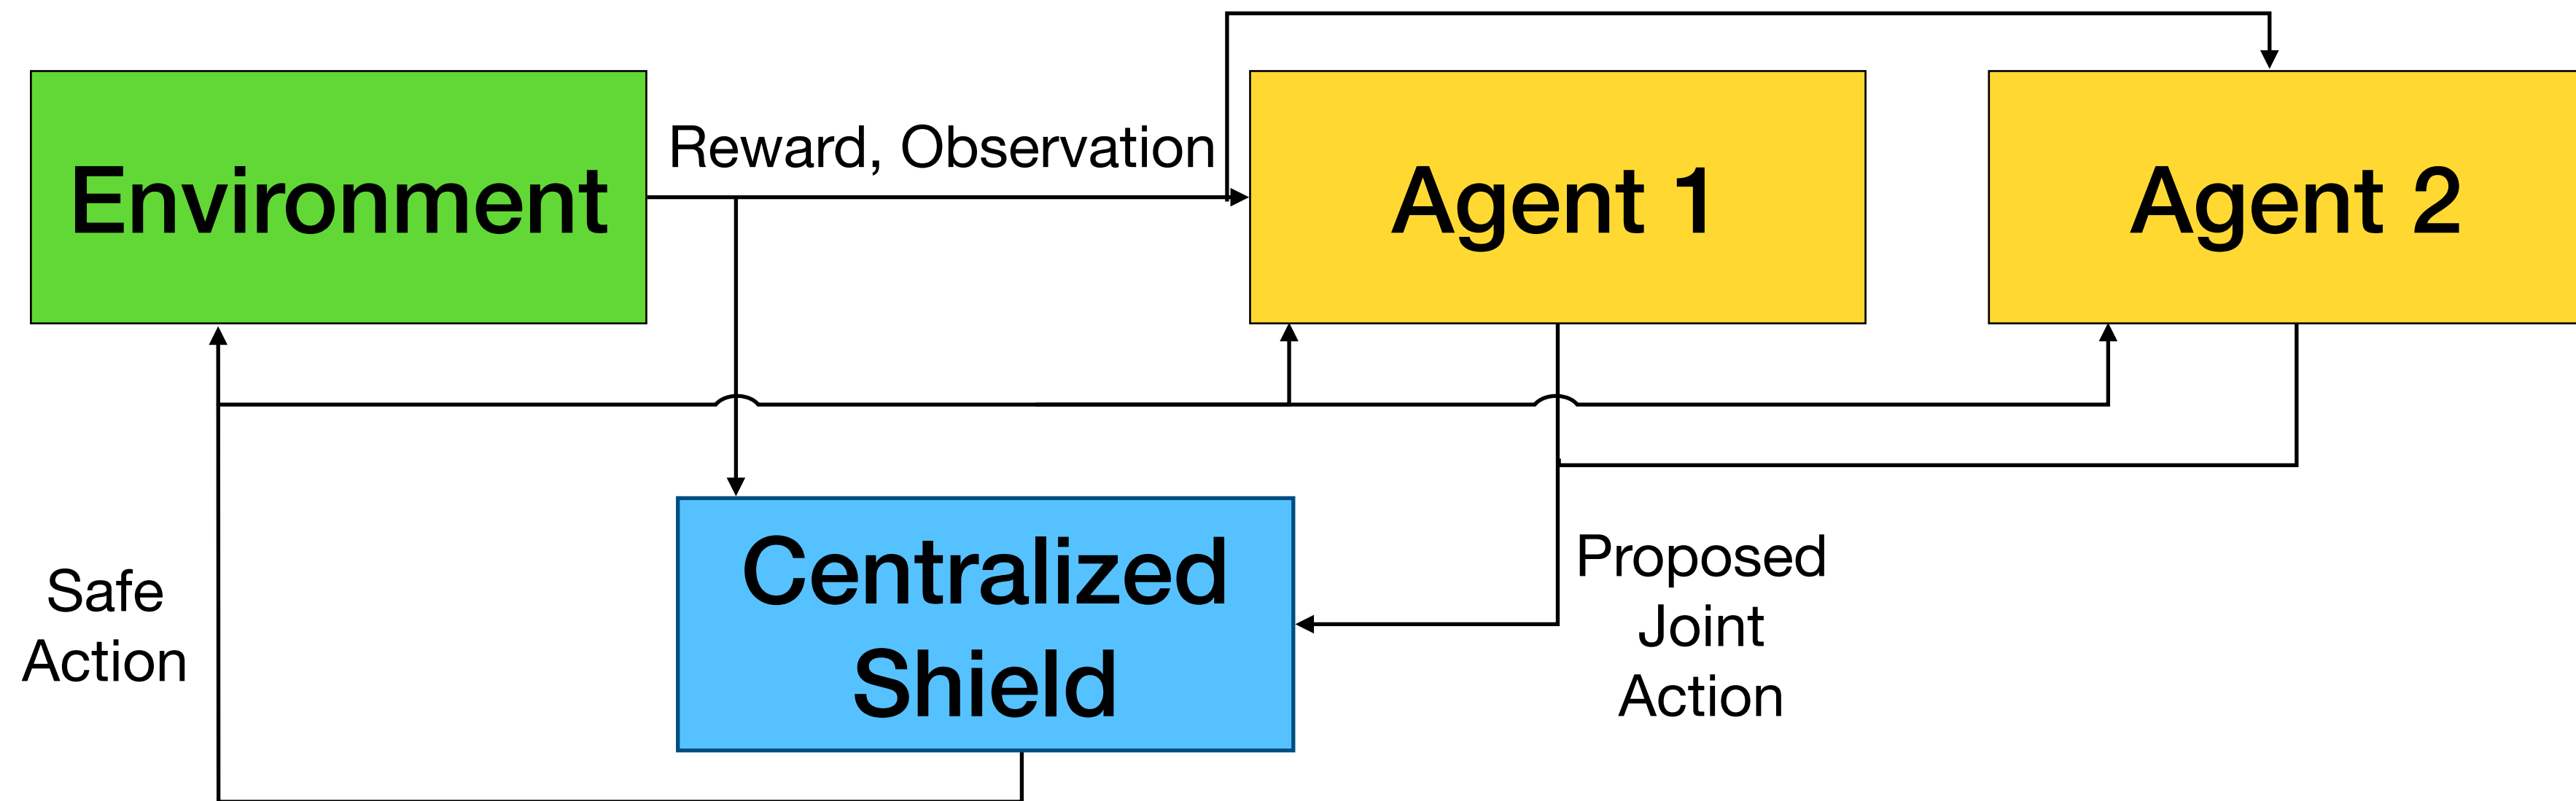 Reward, Observation
Environment
Agent 1
Agent 2
Centralized
Shield
Safe
Action
Proposed
Joint
Action